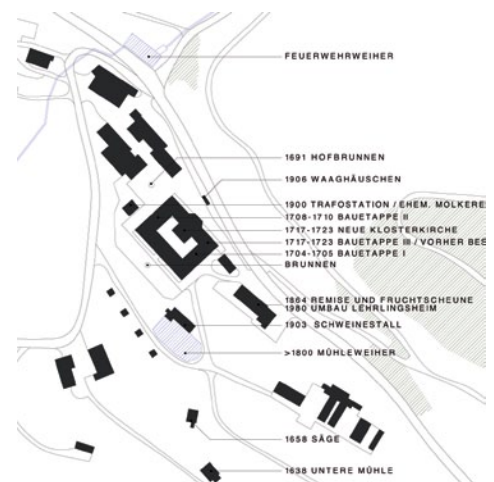 FEUERWEHRWEIHER
1691 HOFBRUNNEN
1906 WAAGHÄUSCHEN
1900 TRAFOSTATION / EHEM. MOLKERE
1708-1710 BAUETAPPE II
1717-1723 NEUE KLOSTERKIRCHE
1717-1723 BAUETAPPE III / VORHER BES
1704-1705 BAUETAPPE I
BRUNNEN
1864 REMISE UND FRUCHTSCHEUNE
1980 UMBAU LEHRLINGSHEIM
1903 SCHWEINESTALL
>1800 MÜHLEWEIHER
1658 SÄGE
1638 UNTERE MÜHLE